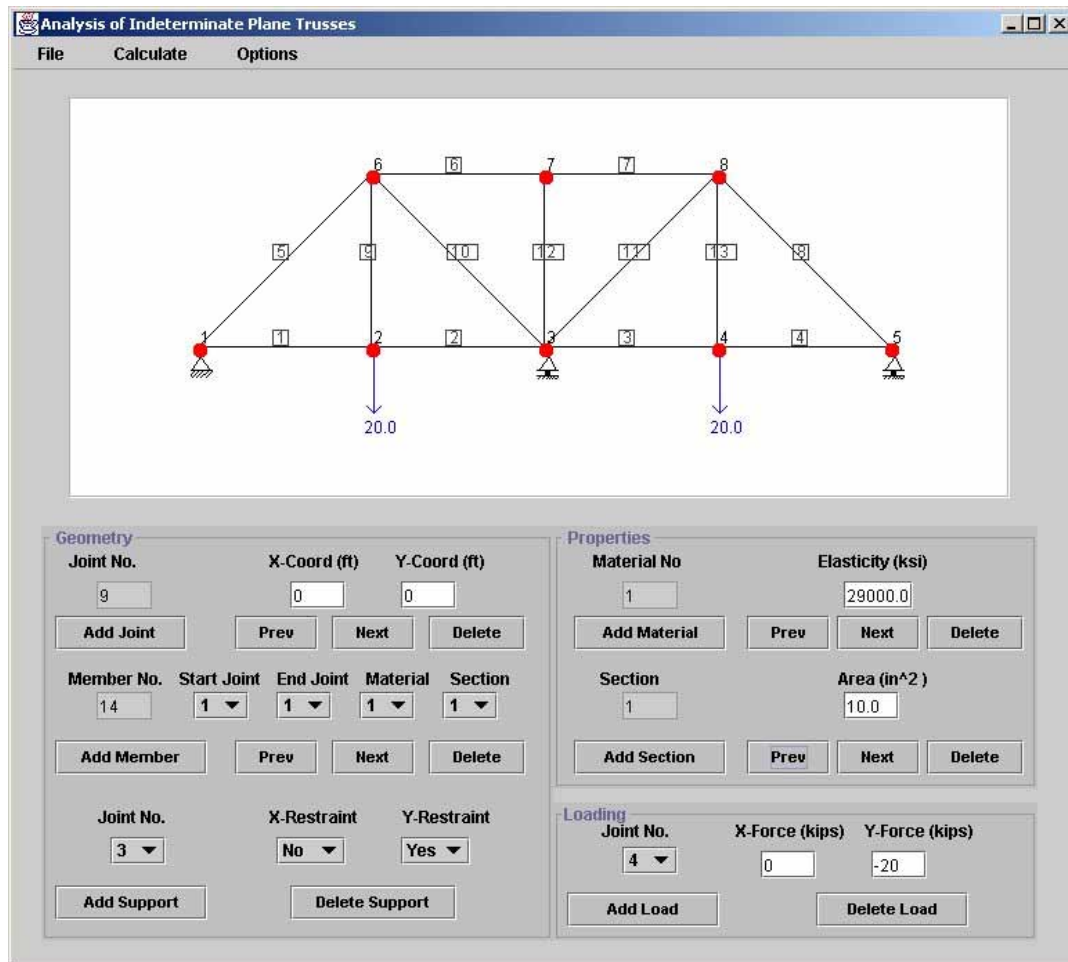 Analysis of Indeterminate Plane Trusses
File Calculate Options
6 6 7 7 8
5 9 10 12 11 13 8
1 1 2 2 3 3 4 4 5
20.0 20.0
Geometry
Joint No. X-Coord (ft) Y-Coord (ft)
9 0 0
Add Joint Prev Next Delete
Member No. Start Joint End Joint Material Section
14 1 1 1 1
Add Member Prev Next Delete
Joint No. X-Restraint Y-Restraint
3 No Yes
Add Support Delete Support
Properties
Material No Elasticity (ksi)
1 29000.0
Add Material Prev Next Delete
Section Area (in^2 )
1 10.0
Add Section Prev Next Delete
Loading
Joint No. X-Force (kips) Y-Force (kips)
4 0 -20
Add Load Delete Load